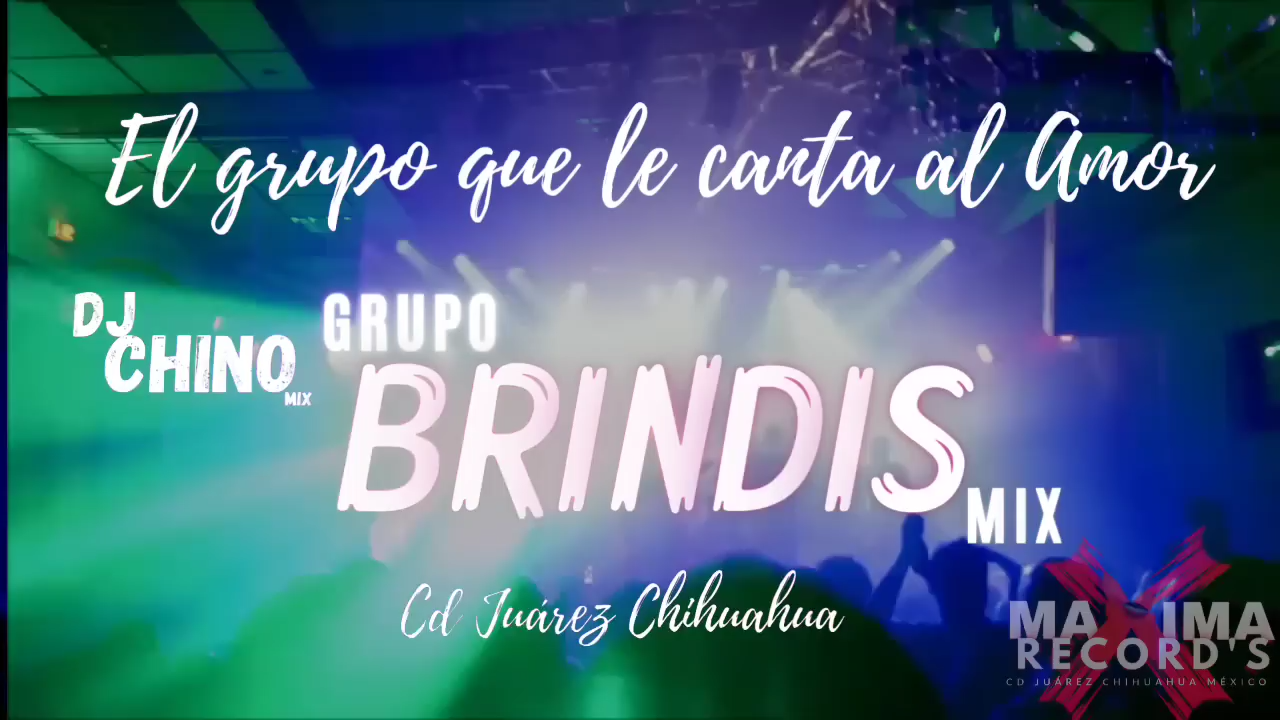 El grupo que le canta al Amor
DJ
CHINO
MIX
GRUPO
BRINDIS
MIX
Cd Juárez Chihuahua
MAXIMA
RECORD'S
CD JUÁREZ CHIHUAHUA MÉXICO